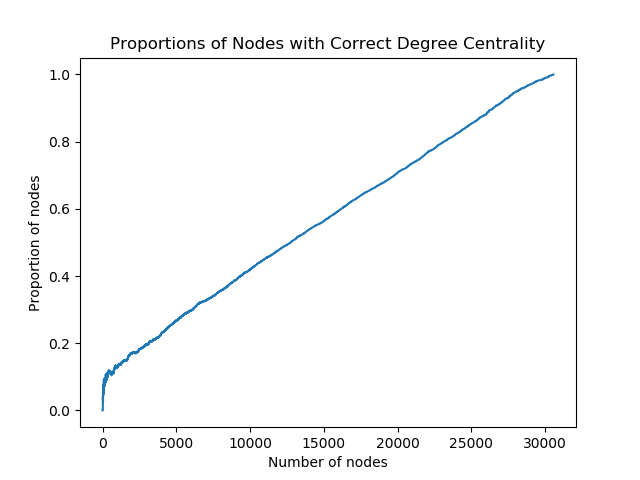 Proportions of Nodes with Correct Degree Centrality
1.0
0.8
0.6
0.4
0.2
0.0
Proportion of nodes
0 5000 10000 15000 20000 25000 30000
Number of nodes